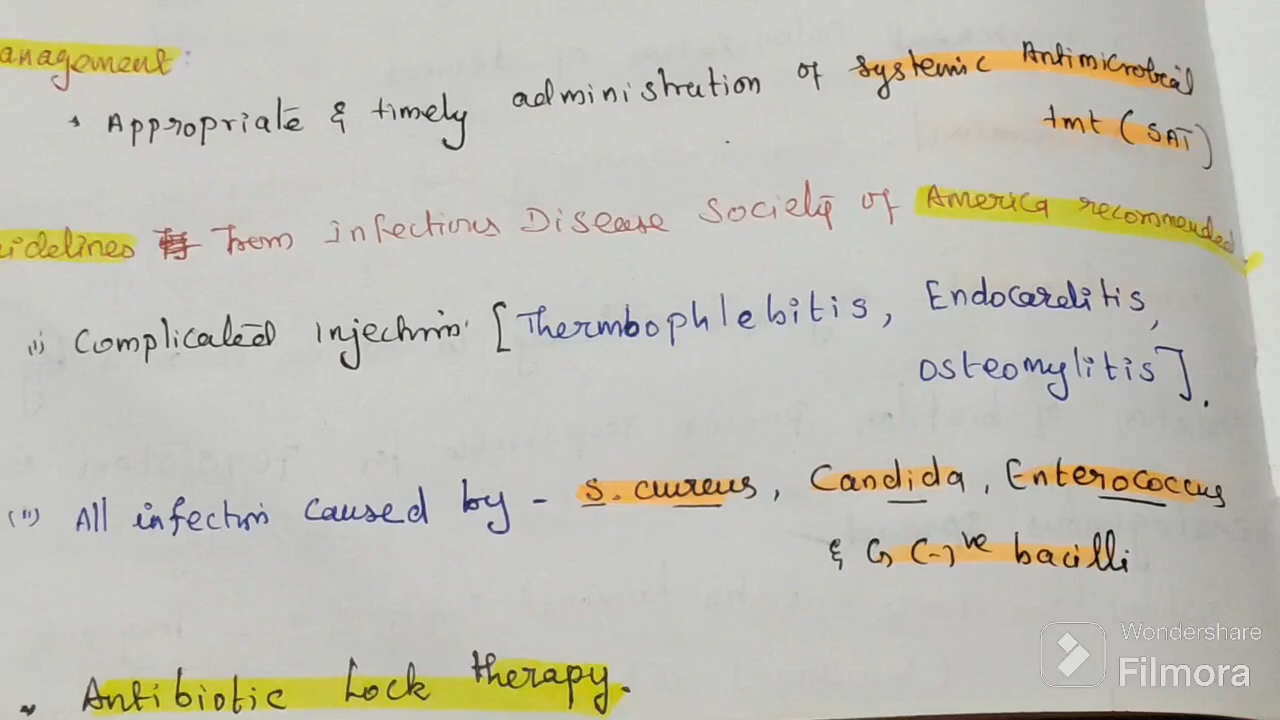 anagement:
Appropriate & timely administration of systemic Antimicrobial
tmt (SAT)
uidelines from infectious Disease Society of America recommended
(i) Complicated injection [Thermbophlebitis, Endocarditis,
osteomylitis].
(ii) All infection caused by - S. aureus, Candida, Enterococcus
& G (-)ve bacilli
Antibiotic Lock therapy.
Wondershare
Filmora